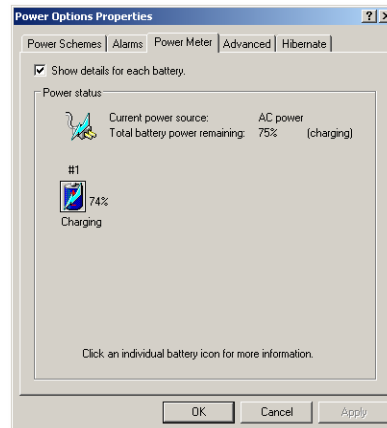 Power Options Properties
Power Schemes Alarms Power Meter Advanced Hibernate
Show details for each battery.
Power status
Current power source: AC power
Total battery power remaining: 75% (charging)
#1
74%
Charging
Click an individual battery icon for more information.
OK Cancel Apply